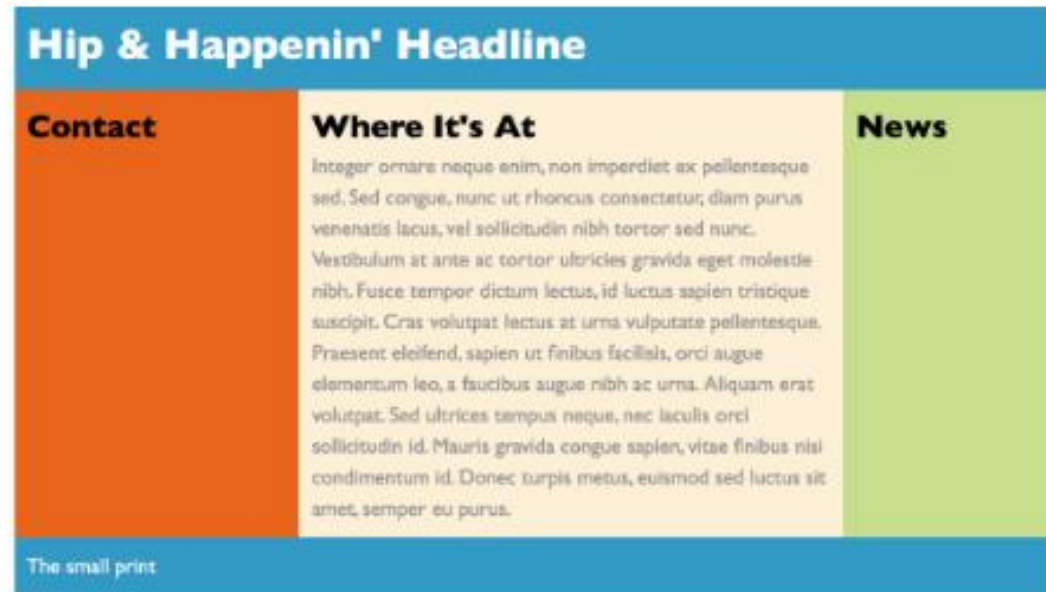 Hip & Happenin' Headline
Contact
Where It's At
Integer ornare neque enim, non imperdiet ex pellentesque
sed. Sed congue, nunc ut rhoncus consectetur, diam purus
venenatis lacus, vel sollicitudin nibh tortor sed nunc.
Vestibulum at ante ac tortor ultricies gravida eget molestie
nibh. Fusce tempor dictum lectus, id luctus sapien tristique
suscipit. Cras volutpat lectus at urna vulputate pellentesque.
Praesent eleifend, sapien ut finibus facilisis, orci augue
elementum leo, a faucibus augue nibh ac urna. Aliquam erat
volutpat. Sed ultrices tempus neque, nec iaculis orci
sollicitudin id. Mauris gravida congue sapien, vitae finibus nisi
condimentum id. Donec turpis metus, euismod sed luctus sit
amet, semper eu purus.
News
The small print